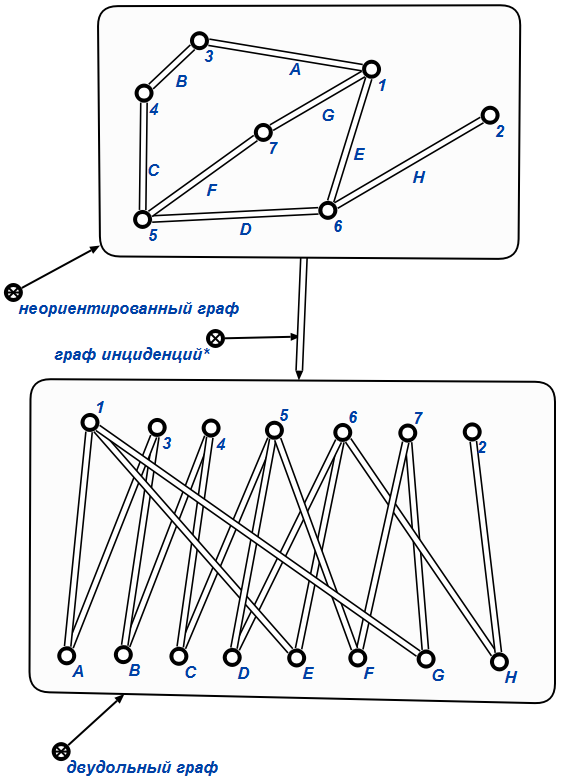 3
A
1
B
4
G
2
7
E
C
H
F
5
D
6
неориентированный граф
граф инциденций*
1
3
4
5
6
7
2
A
B
C
D
E
F
G
H
двудольный граф